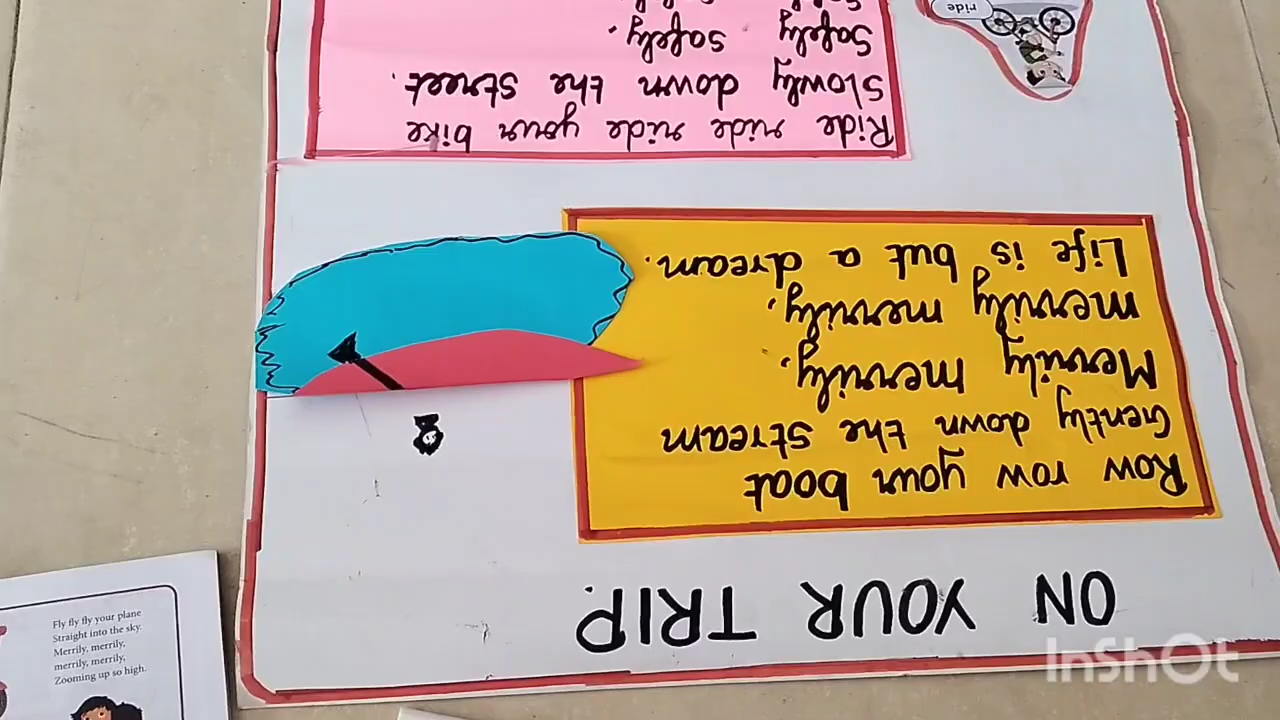 ON YOUR TRIP.
Row row your boat
Gently down the stream
Merrily merrily,
merrily merrily,
Life is but a dream.
Ride ride ride your bike
Slowly down the street.
Safely safely.
ride
Fly fly fly your plane
Straight into the sky.
Merrily, merrily,
merrily, merrily,
Zooming up so high.
InShOt